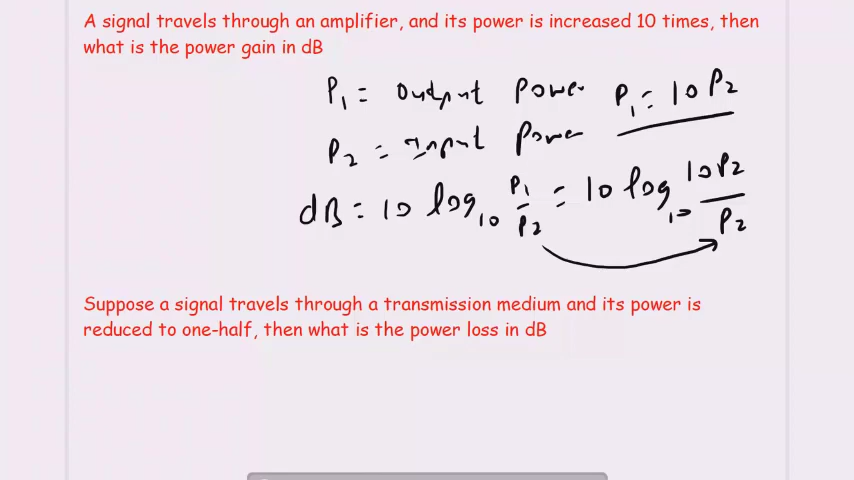 A signal travels through an amplifier, and its power is increased 10 times, then
what is the power gain in dB
P₁ = Output Power P₁ = 10 P₂
P₂ = Input Power
dB = 10 log₁₀ P₁/P₂ = 10 log₁₀ 10P₂/P₂
Suppose a signal travels through a transmission medium and its power is
reduced to one-half, then what is the power loss in dB